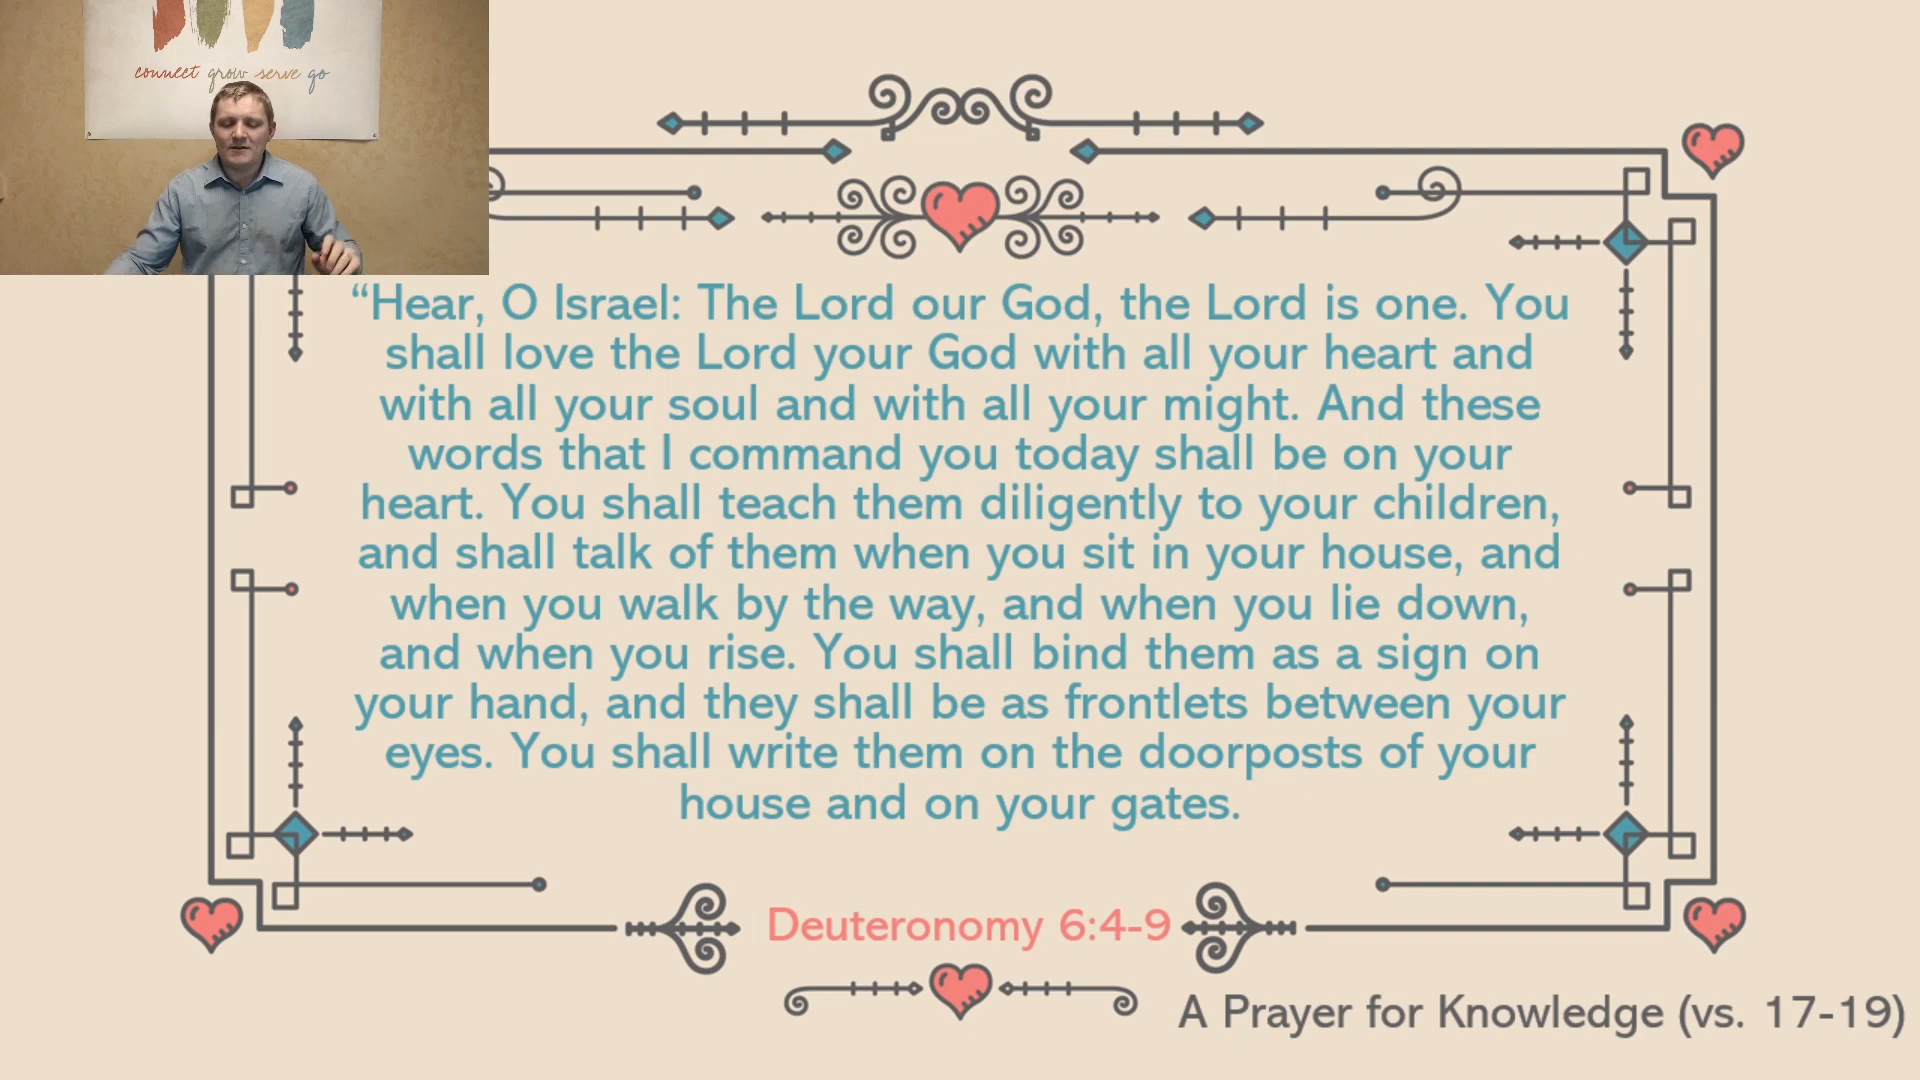 connect grow serve go
“Hear, O Israel: The Lord our God, the Lord is one. You
shall love the Lord your God with all your heart and
with all your soul and with all your might. And these
words that I command you today shall be on your
heart. You shall teach them diligently to your children,
and shall talk of them when you sit in your house, and
when you walk by the way, and when you lie down,
and when you rise. You shall bind them as a sign on
your hand, and they shall be as frontlets between your
eyes. You shall write them on the doorposts of your
house and on your gates.
Deuteronomy 6:4-9
A Prayer for Knowledge (vs. 17-19)